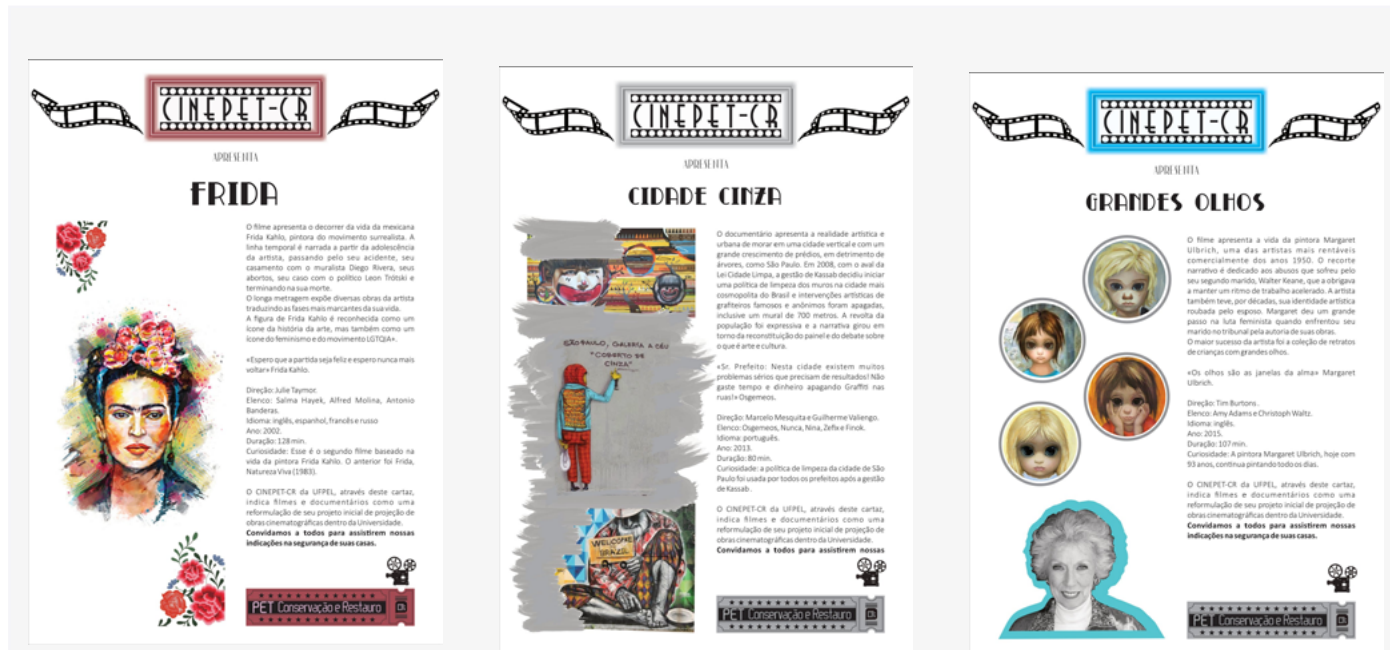 CINEPET-CR
APRESENTA
FRIDA
O filme apresenta o decorrer da vida da mexicana
Frida Kahlo, pintora do movimento surrealista. A
linha temporal é narrada a partir da adolescência
da artista, passando pelo seu acidente, seu
casamento com o muralista Diego Rivera, seus
abortos, seu caso com o político Leon Trótski e
terminando na sua morte.
O longa metragem expõe diversas obras da artista
traduzindo as fases mais marcantes da sua vida.
A figura de Frida Kahlo é reconhecida como um
ícone da história da arte, mas também como um
ícone do feminismo e do movimento LGTQIA+.
«Espero que a partida seja feliz e espero nunca mais
voltar» Frida Kahlo.
Direção: Julie Taymor.
Elenco: Salma Hayek, Alfred Molina, Antonio
Banderas.
Idioma: inglês, espanhol, francês e russo
Ano: 2002.
Duração: 128 min.
Curiosidade: Esse é o segundo filme baseado na
vida da pintora Frida Kahlo. O anterior foi Frida,
Natureza Viva (1983).
O CINEPET-CR da UFPEL, através deste cartaz,
indica filmes e documentários como uma
reformulação de seu projeto inicial de projeção de
obras cinematográficas dentro da Universidade.
Convidamos a todos para assistirem nossas
indicações na segurança de suas casas.
PET Conservação e Restauro
CR
CINEPET-CR
APRESENTA
CIDADE CINZA
O documentário apresenta a realidade artística e
urbana de morar em uma cidade vertical e com um
grande crescimento de prédios, em detrimento de
árvores, como São Paulo. Em 2008, com o aval da
Lei Cidade Limpa, a gestão de Kassab decidiu iniciar
uma política de limpeza dos muros na cidade mais
cosmopolita do Brasil e intervenções artísticas de
grafiteiros famosos e anônimos foram apagadas,
inclusive um mural de 700 metros. A revolta da
população foi expressiva e a narrativa girou em
torno da reconstituição do painel e do debate sobre
o que é arte e cultura.
«Sr. Prefeito: Nesta cidade existem muitos
problemas sérios que precisam de resultados! Não
gaste tempo e dinheiro apagando Graffiti nas
ruas!» Osgemeos.
Direção: Marcelo Mesquita e Guilherme Valiengo.
Elenco: Osgemeos, Nunca, Nina, Zefix e Finok.
Idioma: português.
Ano: 2013.
Duração: 80 min.
Curiosidade: a política de limpeza da cidade de São
Paulo foi usada por todos os prefeitos após a gestão
de Kassab.
O CINEPET-CR da UFPEL, através deste cartaz,
indica filmes e documentários como uma
reformulação de seu projeto inicial de projeção de
obras cinematográficas dentro da Universidade.
Convidamos a todos para assistirem nossas
SÃO PAULO, GALERIA A CÉU
"COBERTO DE
CINZA"
WELCOME
BRAZIL
PET Conservação e Restauro
CR
CINEPET-CR
APRESENTA
GRANDES OLHOS
O filme apresenta a vida da pintora Margaret
Ulbrich, uma das artistas mais rentáveis
comercialmente dos anos 1950. O recorte
narrativo é dedicado aos abusos que sofreu pelo
seu segundo marido, Walter Keane, que a obrigava
a manter um ritmo de trabalho acelerado. A artista
também teve, por décadas, sua identidade artística
roubada pelo esposo. Margaret deu um grande
passo na luta feminista quando enfrentou seu
marido no tribunal pela autoria de suas obras.
O maior sucesso da artista foi a coleção de retratos
de crianças com grandes olhos.
«Os olhos são as janelas da alma» Margaret
Ulbrich.
Direção: Tim Burtons.
Elenco: Amy Adams e Christoph Waltz.
Idioma: inglês.
Ano: 2015.
Duração: 107 min.
Curiosidade: A pintora Margaret Ulbrich, hoje com
93 anos, continua pintando todo os dias.
O CINEPET-CR da UFPEL, através deste cartaz,
indica filmes e documentários como uma
reformulação de seu projeto inicial de projeção de
obras cinematográficas dentro da Universidade.
Convidamos a todos para assistirem nossas
indicações na segurança de suas casas.
PET Conservação e Restauro
CR